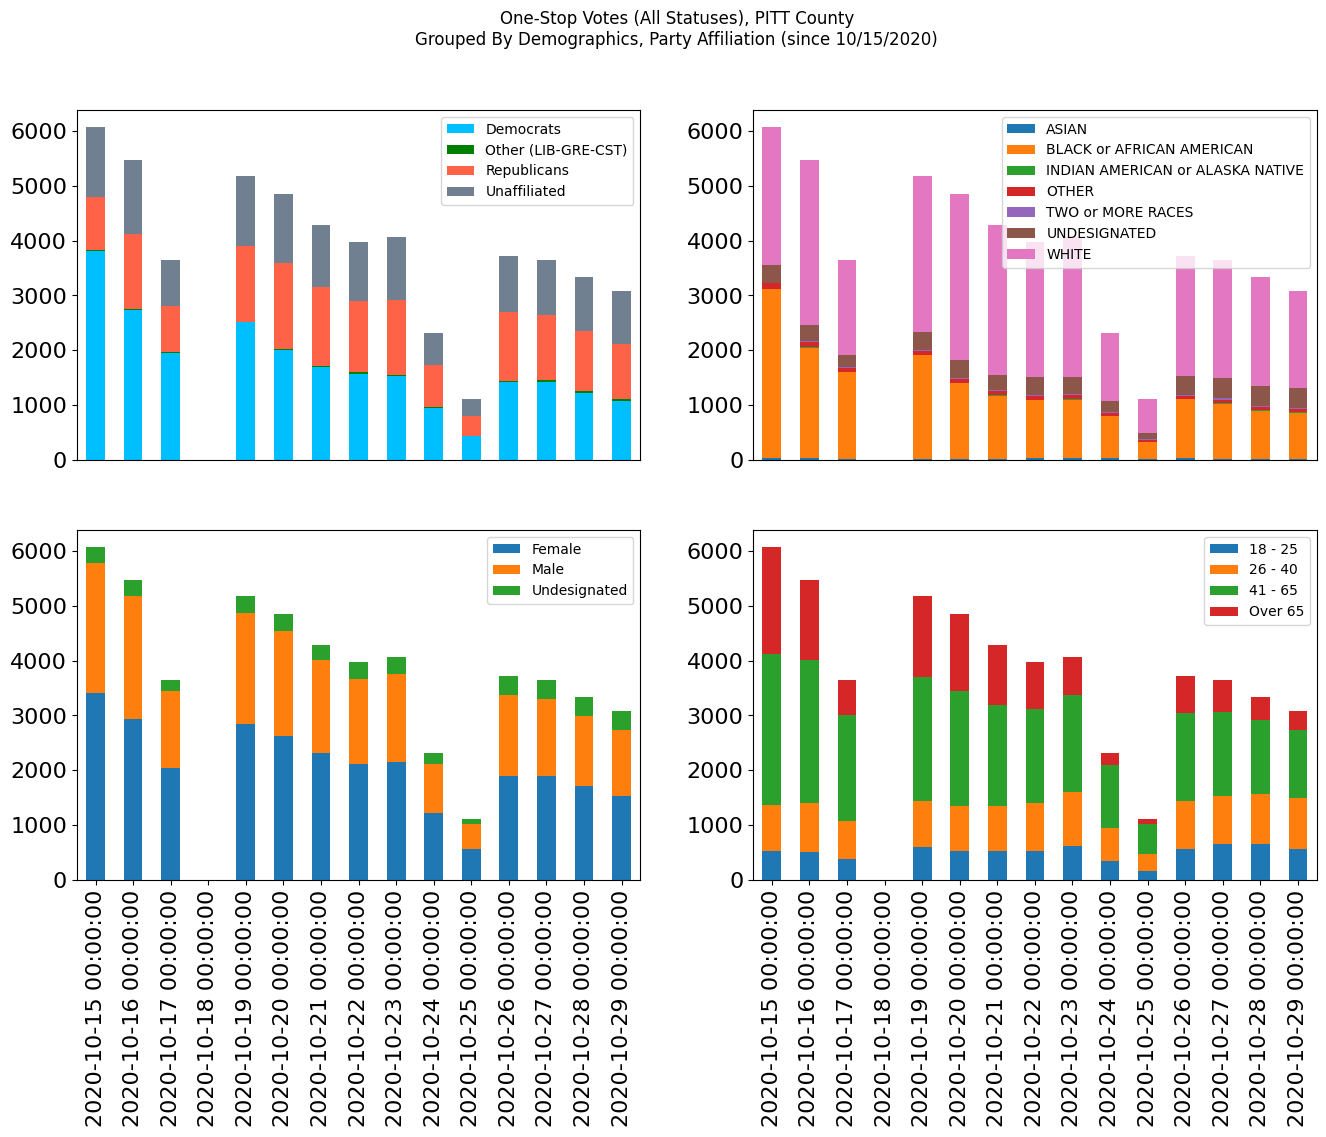 One-Stop Votes (All Statuses), PITT County
Grouped By Demographics, Party Affiliation (since 10/15/2020)
6000
5000
4000
3000
2000
1000
0
Democrats
Other (LIB-GRE-CST)
Republicans
Unaffiliated
6000
5000
4000
3000
2000
1000
0
ASIAN
BLACK or AFRICAN AMERICAN
INDIAN AMERICAN or ALASKA NATIVE
OTHER
TWO or MORE RACES
UNDESIGNATED
WHITE
6000
5000
4000
3000
2000
1000
0
Female
Male
Undesignated
2020-10-15 00:00:00
2020-10-16 00:00:00
2020-10-17 00:00:00
2020-10-18 00:00:00
2020-10-19 00:00:00
2020-10-20 00:00:00
2020-10-21 00:00:00
2020-10-22 00:00:00
2020-10-23 00:00:00
2020-10-24 00:00:00
2020-10-25 00:00:00
2020-10-26 00:00:00
2020-10-27 00:00:00
2020-10-28 00:00:00
2020-10-29 00:00:00
6000
5000
4000
3000
2000
1000
0
18 - 25
26 - 40
41 - 65
Over 65
2020-10-15 00:00:00
2020-10-16 00:00:00
2020-10-17 00:00:00
2020-10-18 00:00:00
2020-10-19 00:00:00
2020-10-20 00:00:00
2020-10-21 00:00:00
2020-10-22 00:00:00
2020-10-23 00:00:00
2020-10-24 00:00:00
2020-10-25 00:00:00
2020-10-26 00:00:00
2020-10-27 00:00:00
2020-10-28 00:00:00
2020-10-29 00:00:00